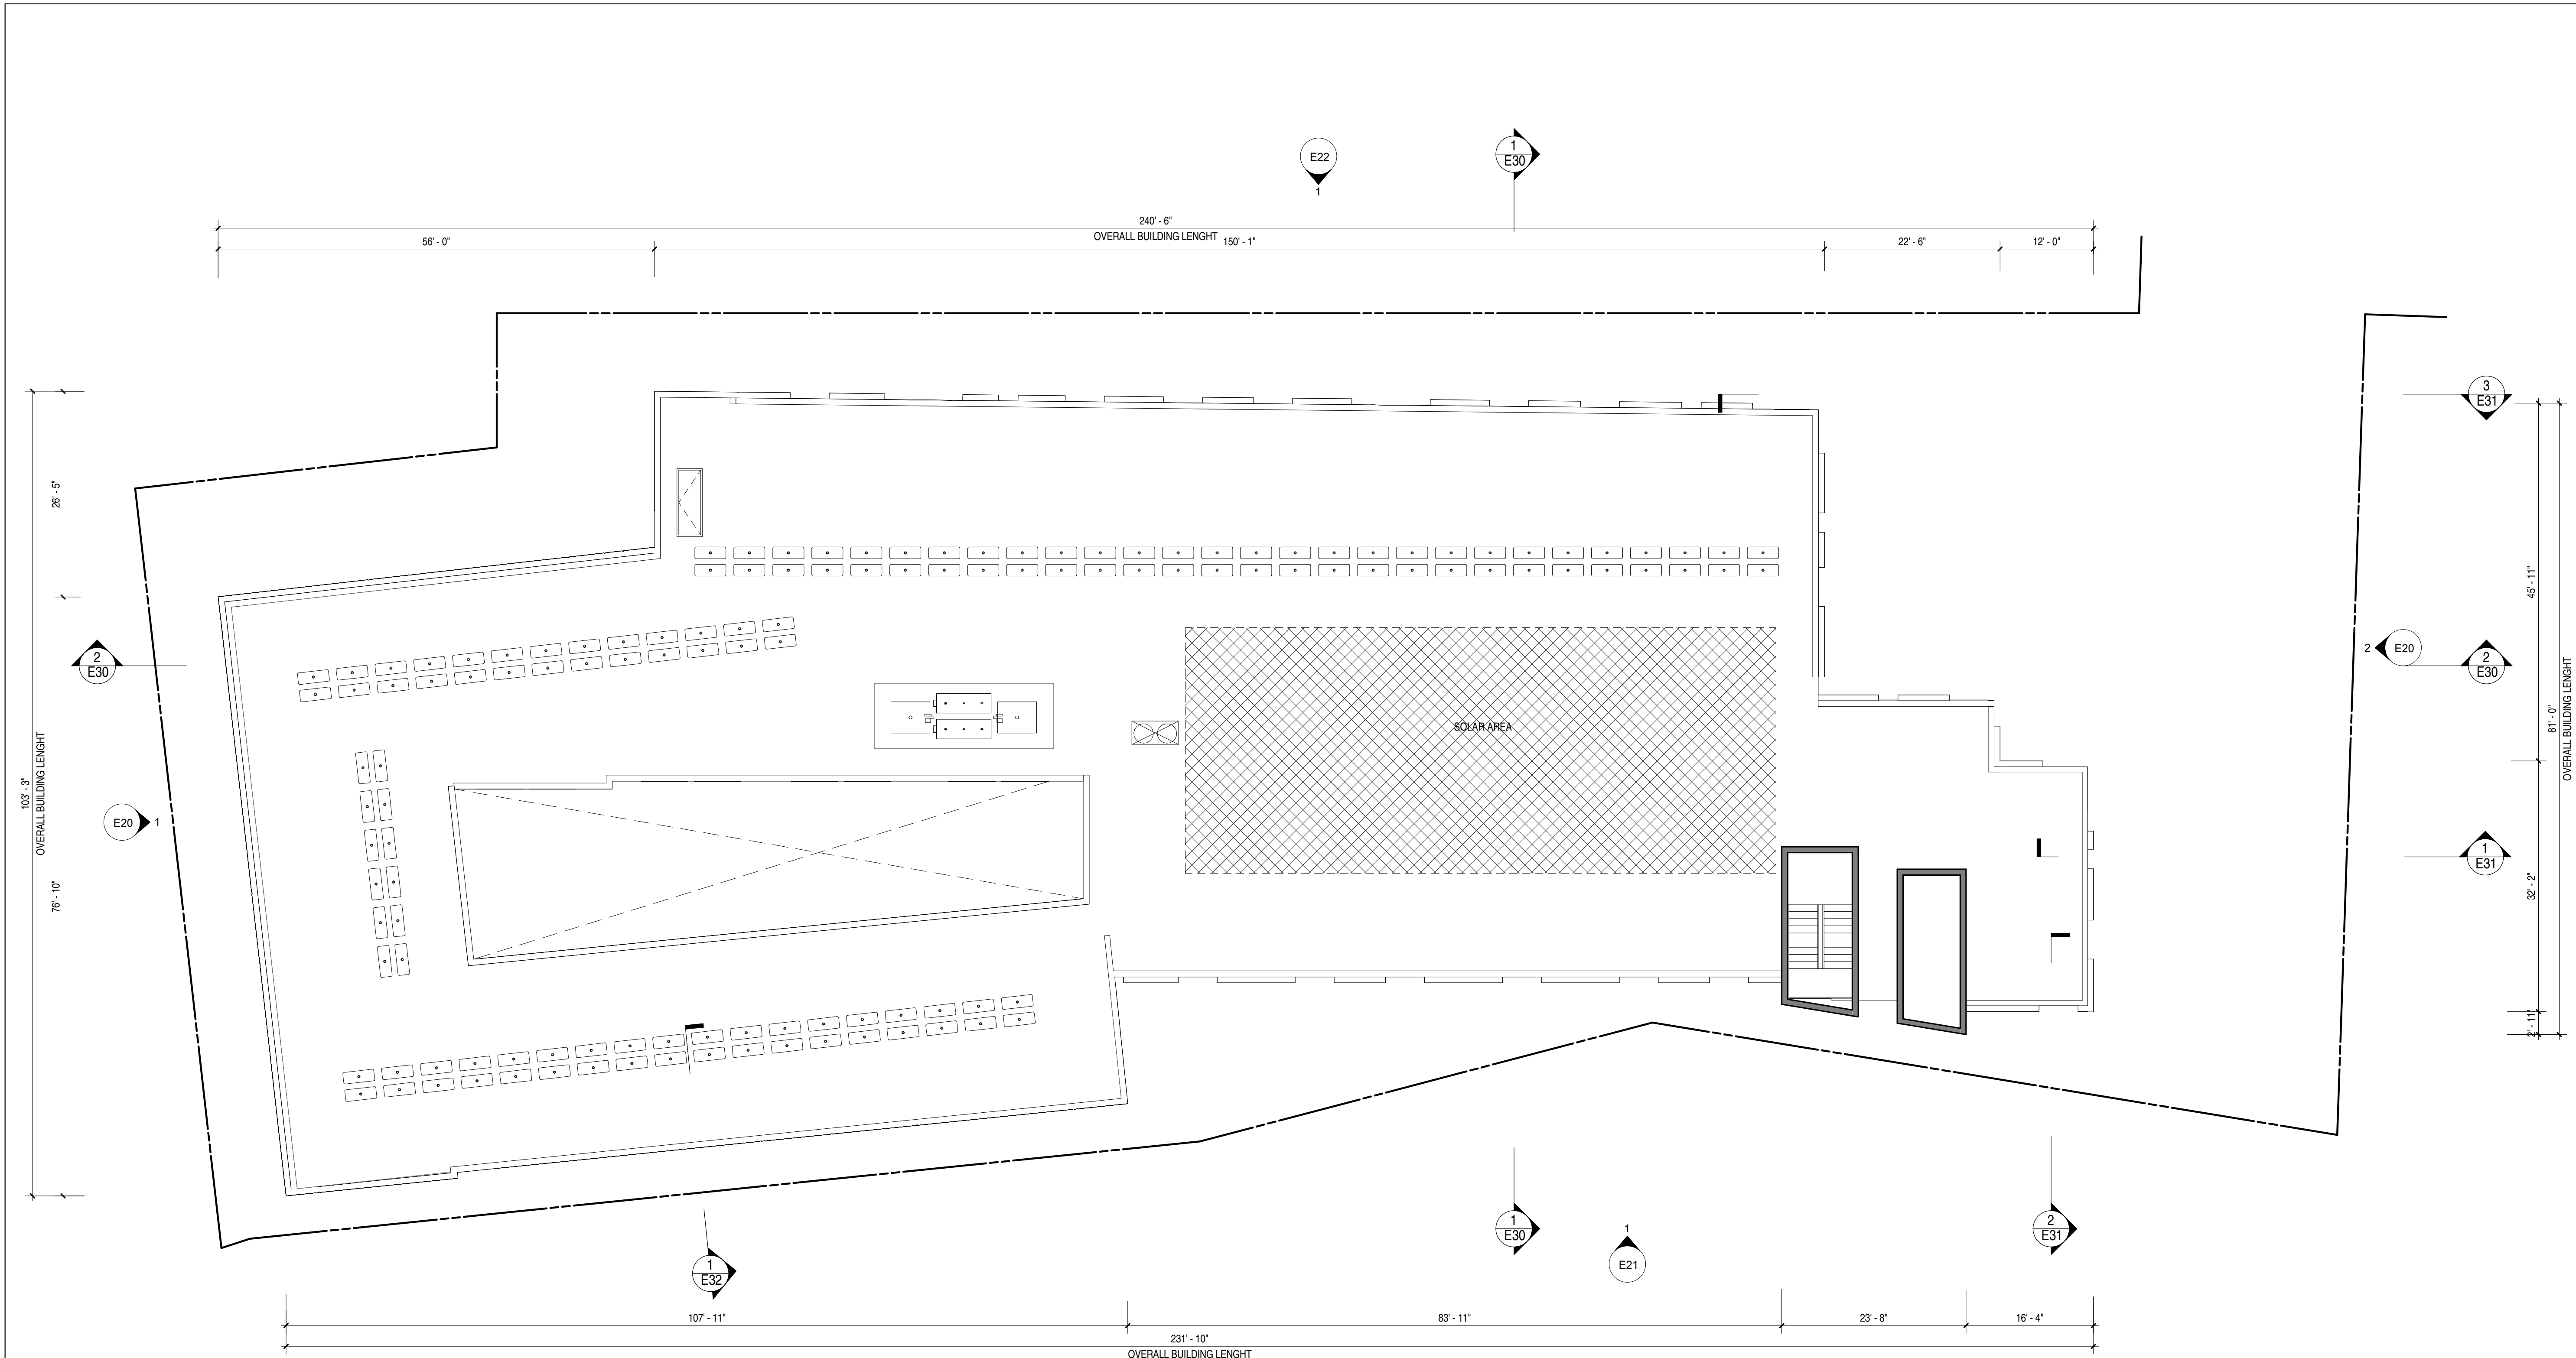 E22
1
1
E30
240' - 6"
OVERALL BUILDING LENGHT
56' - 0"
150' - 1"
22' - 6"
12' - 0"
3
E31
26' - 5"
45' - 11"
2
E30
2
E20
2
E30
81' - 0"
OVERALL BUILDING LENGHT
SOLAR AREA
103' - 3"
OVERALL BUILDING LENGHT
E20
1
76' - 10"
1
E31
32' - 2"
2' - 11"
1
E32
1
E30
1
E21
2
E31
107' - 11"
83' - 11"
23' - 8"
16' - 4"
231' - 10"
OVERALL BUILDING LENGHT